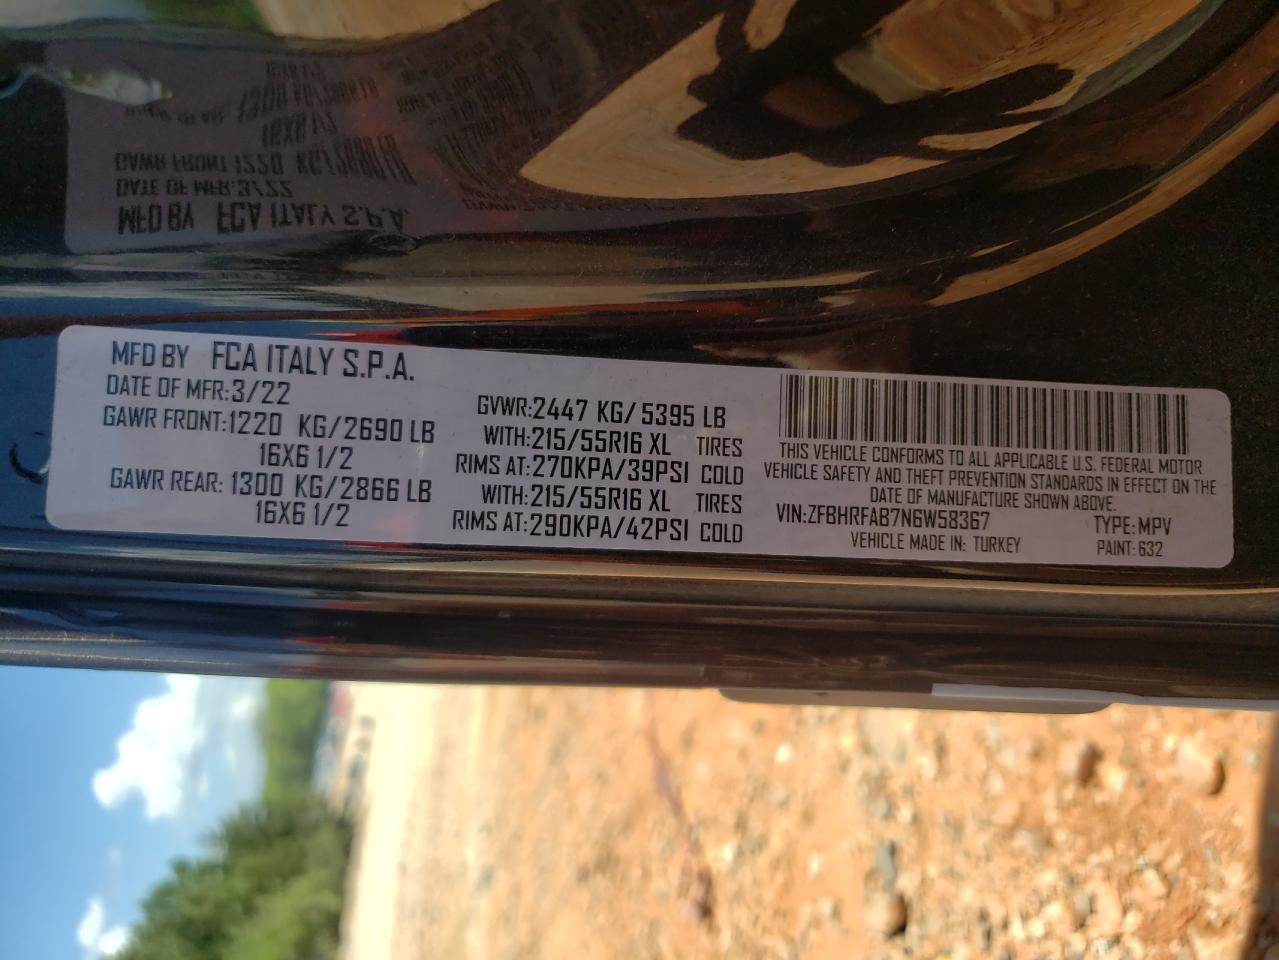 MFD BY FCA ITALY S.P.A.
DATE OF MFR:3/22
GAWR FRONT:1220 KG/2690 LB
16X6 1/2
GAWR REAR: 1300 KG/2866 LB
16X6 1/2
GVWR:2447 KG/ 5395 LB
WITH:215/55R16 XL TIRES
RIMS AT:270KPA/39PSI COLD
WITH:215/55R16 XL TIRES
RIMS AT:290KPA/42PSI COLD
THIS VEHICLE CONFORMS TO ALL APPLICABLE U.S. FEDERAL MOTOR
VEHICLE SAFETY AND THEFT PREVENTION STANDARDS IN EFFECT ON THE
DATE OF MANUFACTURE SHOWN ABOVE.
VIN:ZFBHRFAB7N6W58367 TYPE: MPV
VEHICLE MADE IN: TURKEY PAINT: 632